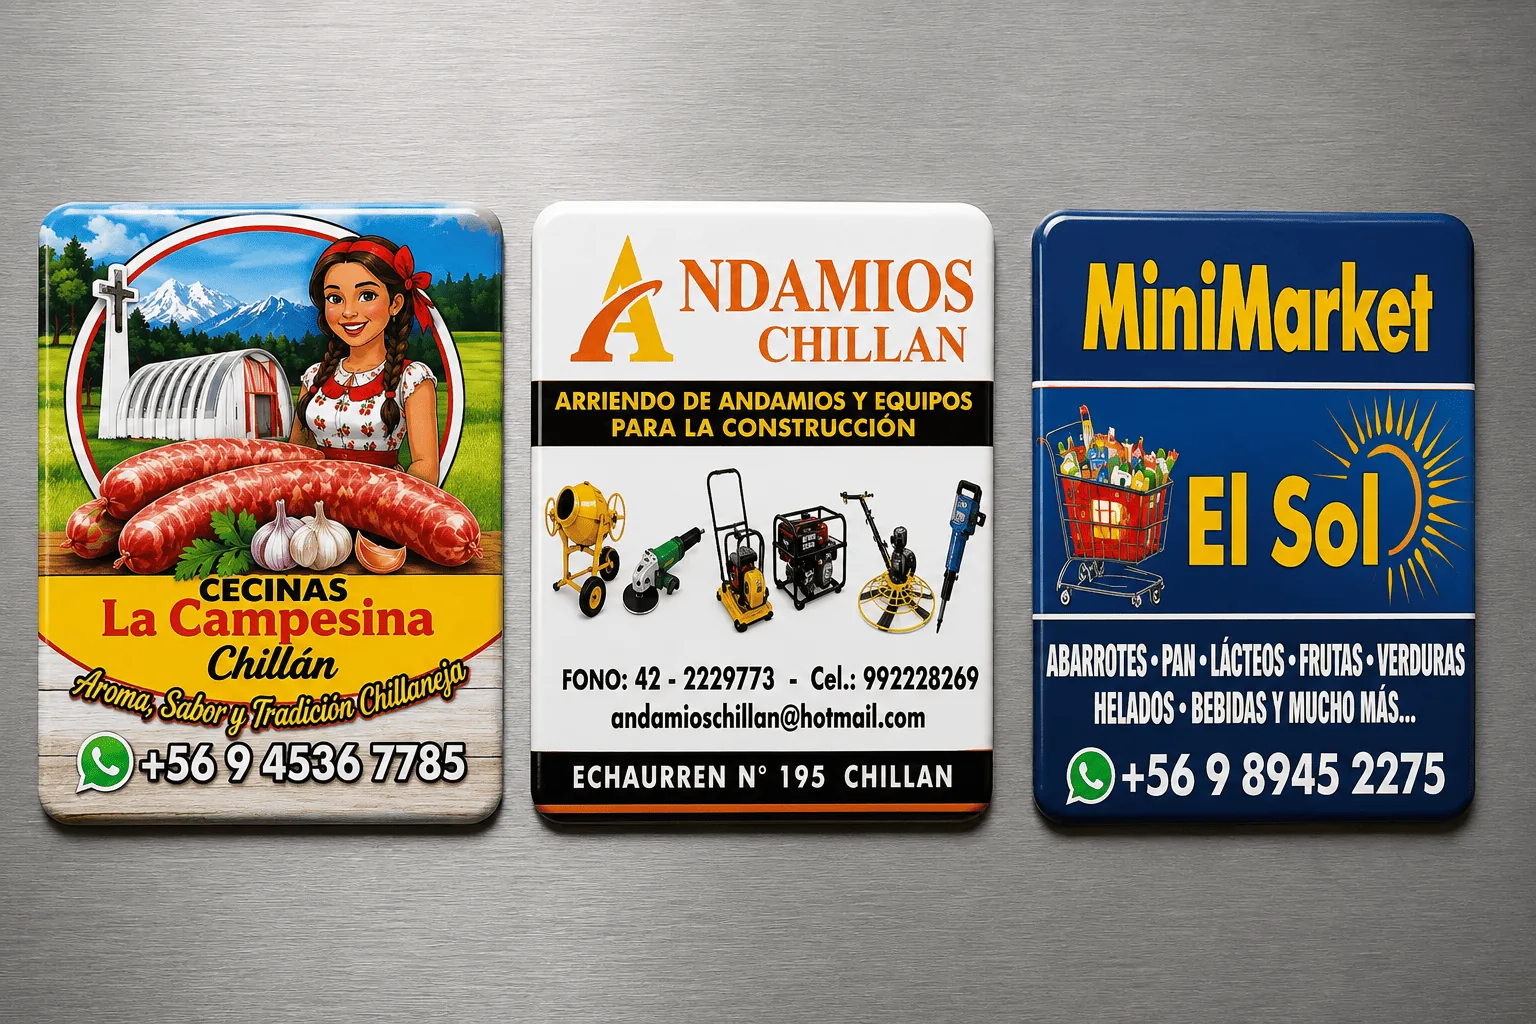 CECINAS
La Campesina
Chillán
Aroma, Sabor y Tradición Chillaneja
+56 9 4536 7785
ANDAMIOS
CHILLAN
ARRIENDO DE ANDAMIOS Y EQUIPOS
PARA LA CONSTRUCCIÓN
FONO: 42 - 2229773 - Cel.: 992228269
andamioschillan@hotmail.com
ECHAURREN N° 195 CHILLAN
MiniMarket
El Sol
ABARROTES • PAN • LÁCTEOS • FRUTAS • VERDURAS
HELADOS • BEBIDAS Y MUCHO MÁS...
+56 9 8945 2275